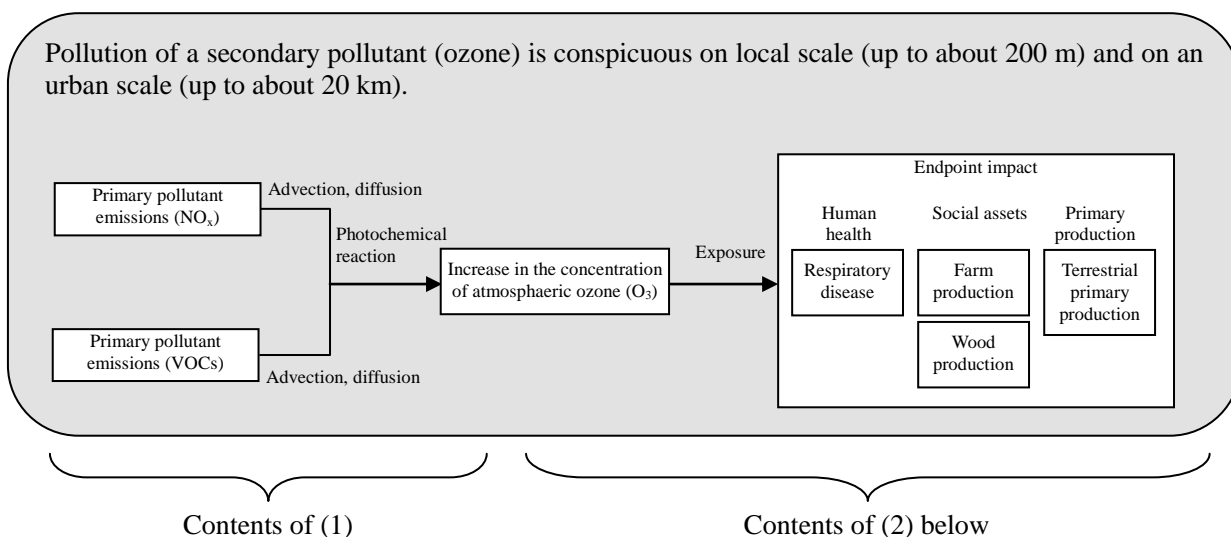 Pollution of a secondary pollutant (ozone) is conspicuous on local scale (up to about 200 m) and on an
urban scale (up to about 20 km).
Primary pollutant
emissions (NOₓ)
Advection, diffusion
Photochemical
reaction
Primary pollutant
emissions (VOCs)
Advection, diffusion
Increase in the concentration
of atmosphaeric ozone (O₃)
Exposure
Endpoint impact
Human
health
Respiratory
disease
Social assets
Farm
production
Wood
production
Primary
production
Terrestrial
primary
production
Contents of (1)
Contents of (2) below